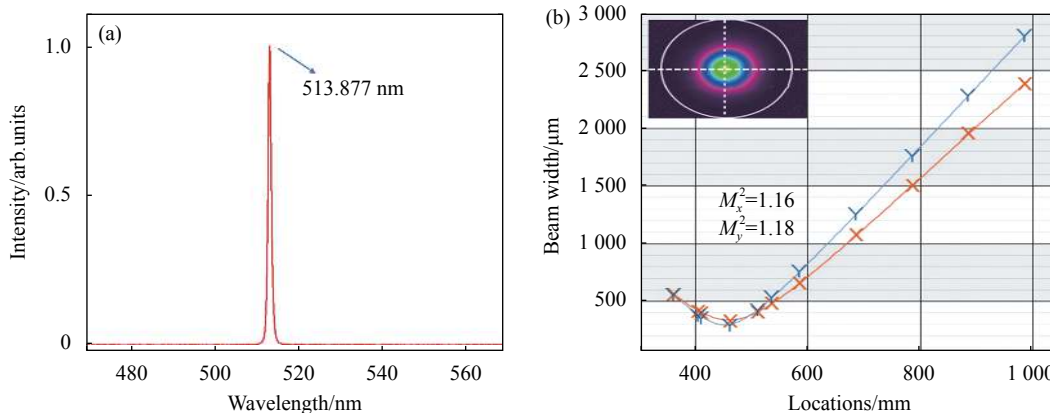 (a)
1.0
513.877 nm
0.5
0
Intensity/arb.units
480
500
520
540
560
Wavelength/nm
(b)
3 000
2 500
2 000
1 500
1 000
500
Beam width/μm
M²x=1.16
M²y=1.18
400
600
800
1 000
Locations/mm